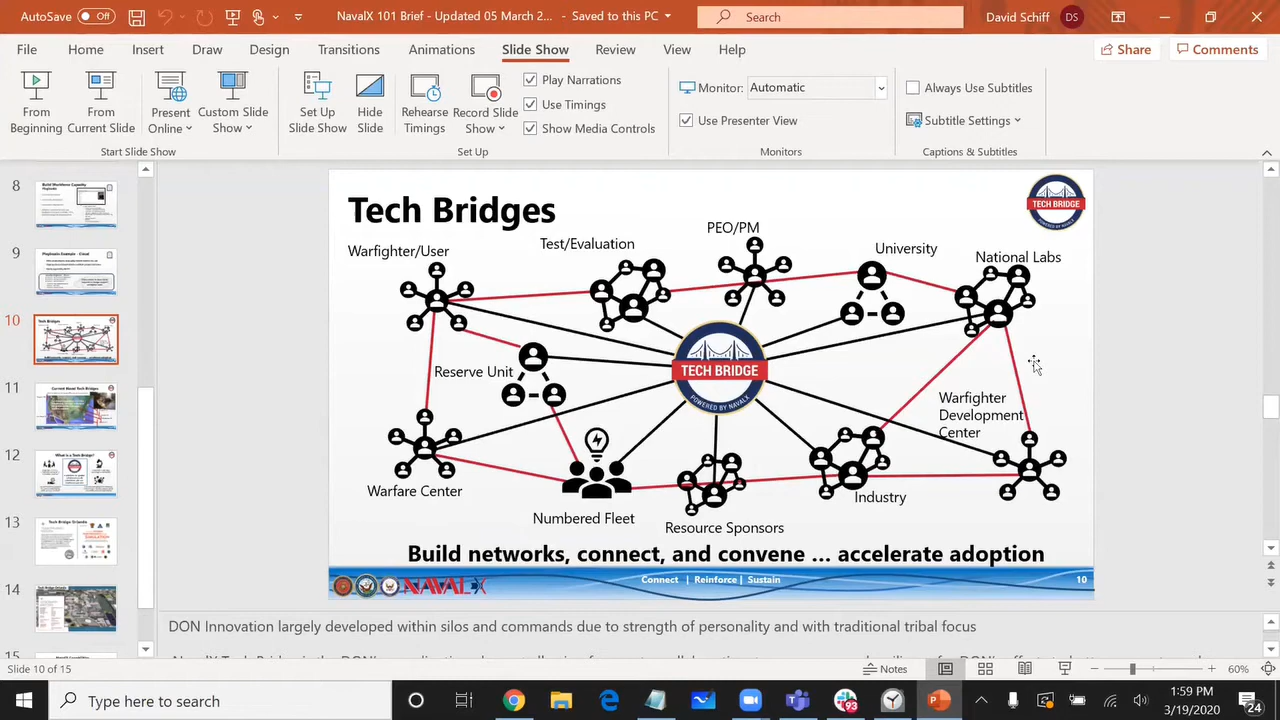 AutoSave Off
NavalX 101 Brief - Updated 05 March 2... - Saved to this PC
Search
David Schiff DS
File Home Insert Draw Design Transitions Animations Slide Show Review View Help
Share Comments
From Beginning
From Current Slide
Present Online
Custom Slide Show
Start Slide Show
Set Up Slide Show
Hide Slide
Rehearse Timings
Record Slide Show
Play Narrations
Use Timings
Show Media Controls
Set Up
Monitor: Automatic
Use Presenter View
Monitors
Always Use Subtitles
Subtitle Settings
Captions & Subtitles
8
9
10
11
12
13
14
15
Tech Bridges
TECH BRIDGE
POWERED BY NAVALX
PEO/PM
Warfighter/User
Test/Evaluation
University
National Labs
Reserve Unit
TECH BRIDGE
POWERED BY NAVALX
Warfighter
Development
Center
Warfare Center
Numbered Fleet
Resource Sponsors
Industry
Build networks, connect, and convene ... accelerate adoption
NAVALX
Connect | Reinforce | Sustain
10
DON Innovation largely developed within silos and commands due to strength of personality and with traditional tribal focus
Slide 10 of 15
Notes
60%
Type here to search
93
1:59 PM
3/19/2020
24